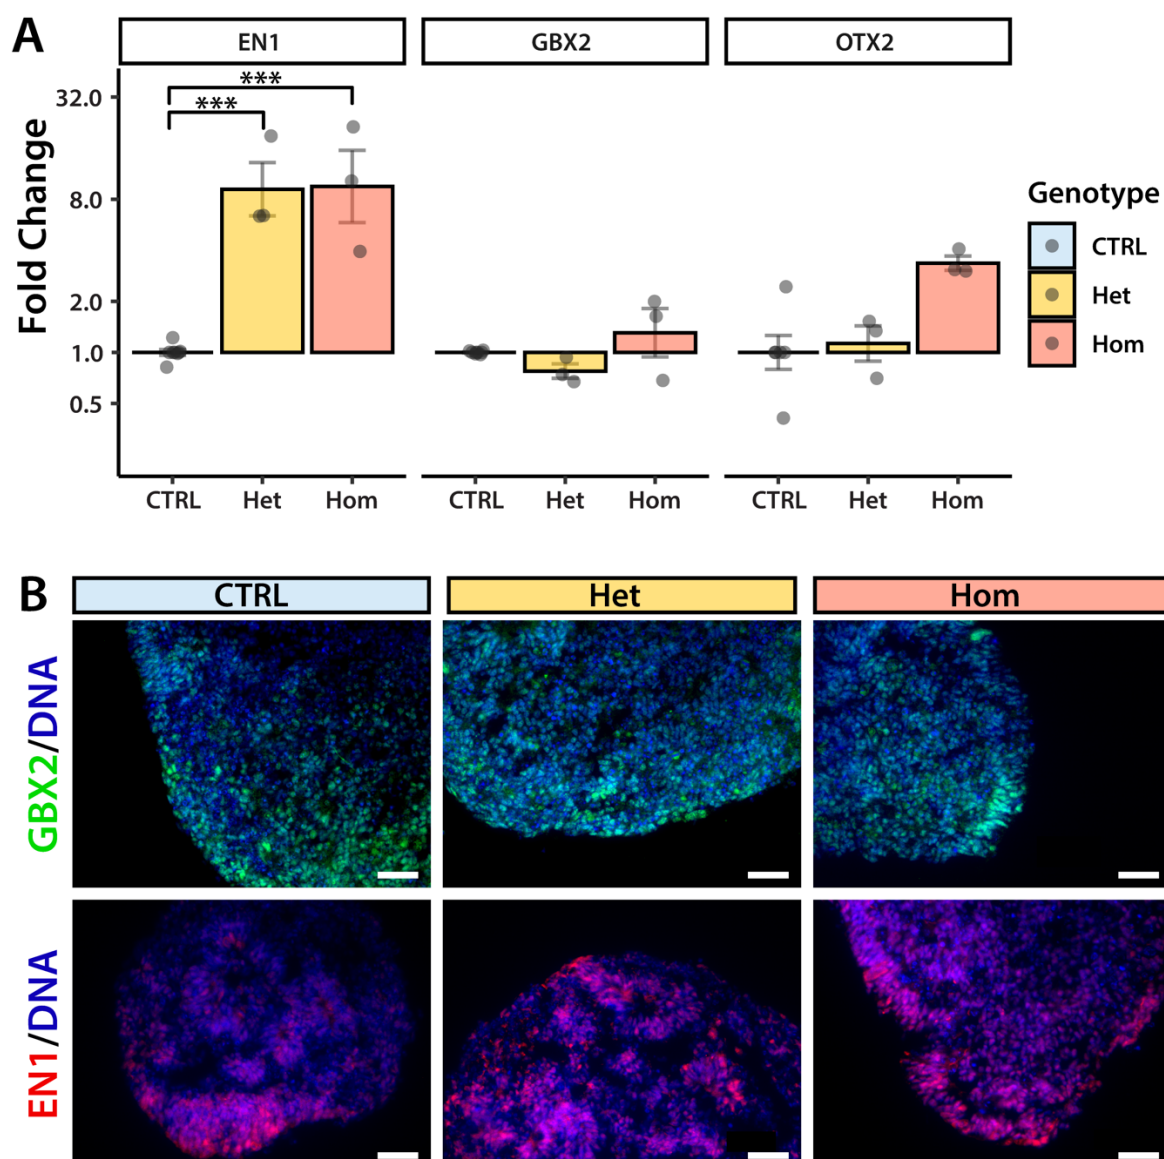 A
EN1 GBX2 OTX2
Fold Change
32.0
8.0
2.0
1.0
0.5
***
***
CTRL Het Hom CTRL Het Hom CTRL Het Hom
Genotype
CTRL
Het
Hom
B
CTRL Het Hom
GBX2/DNA
EN1/DNA